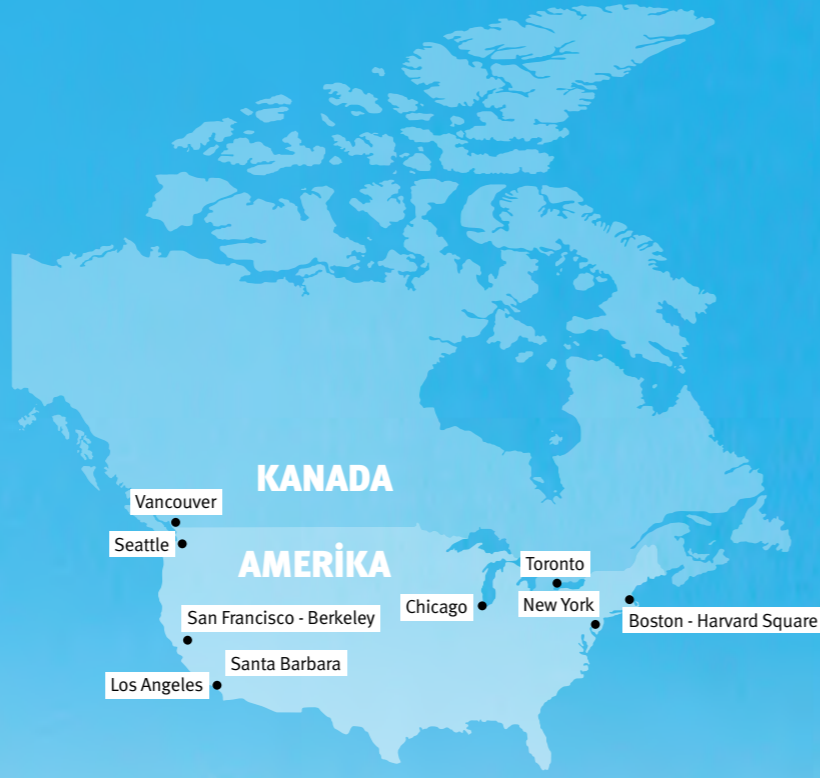 KANADA
Vancouver
Seattle
AMERİKA
Toronto
Chicago
New York
San Francisco - Berkeley
Boston - Harvard Square
Santa Barbara
Los Angeles